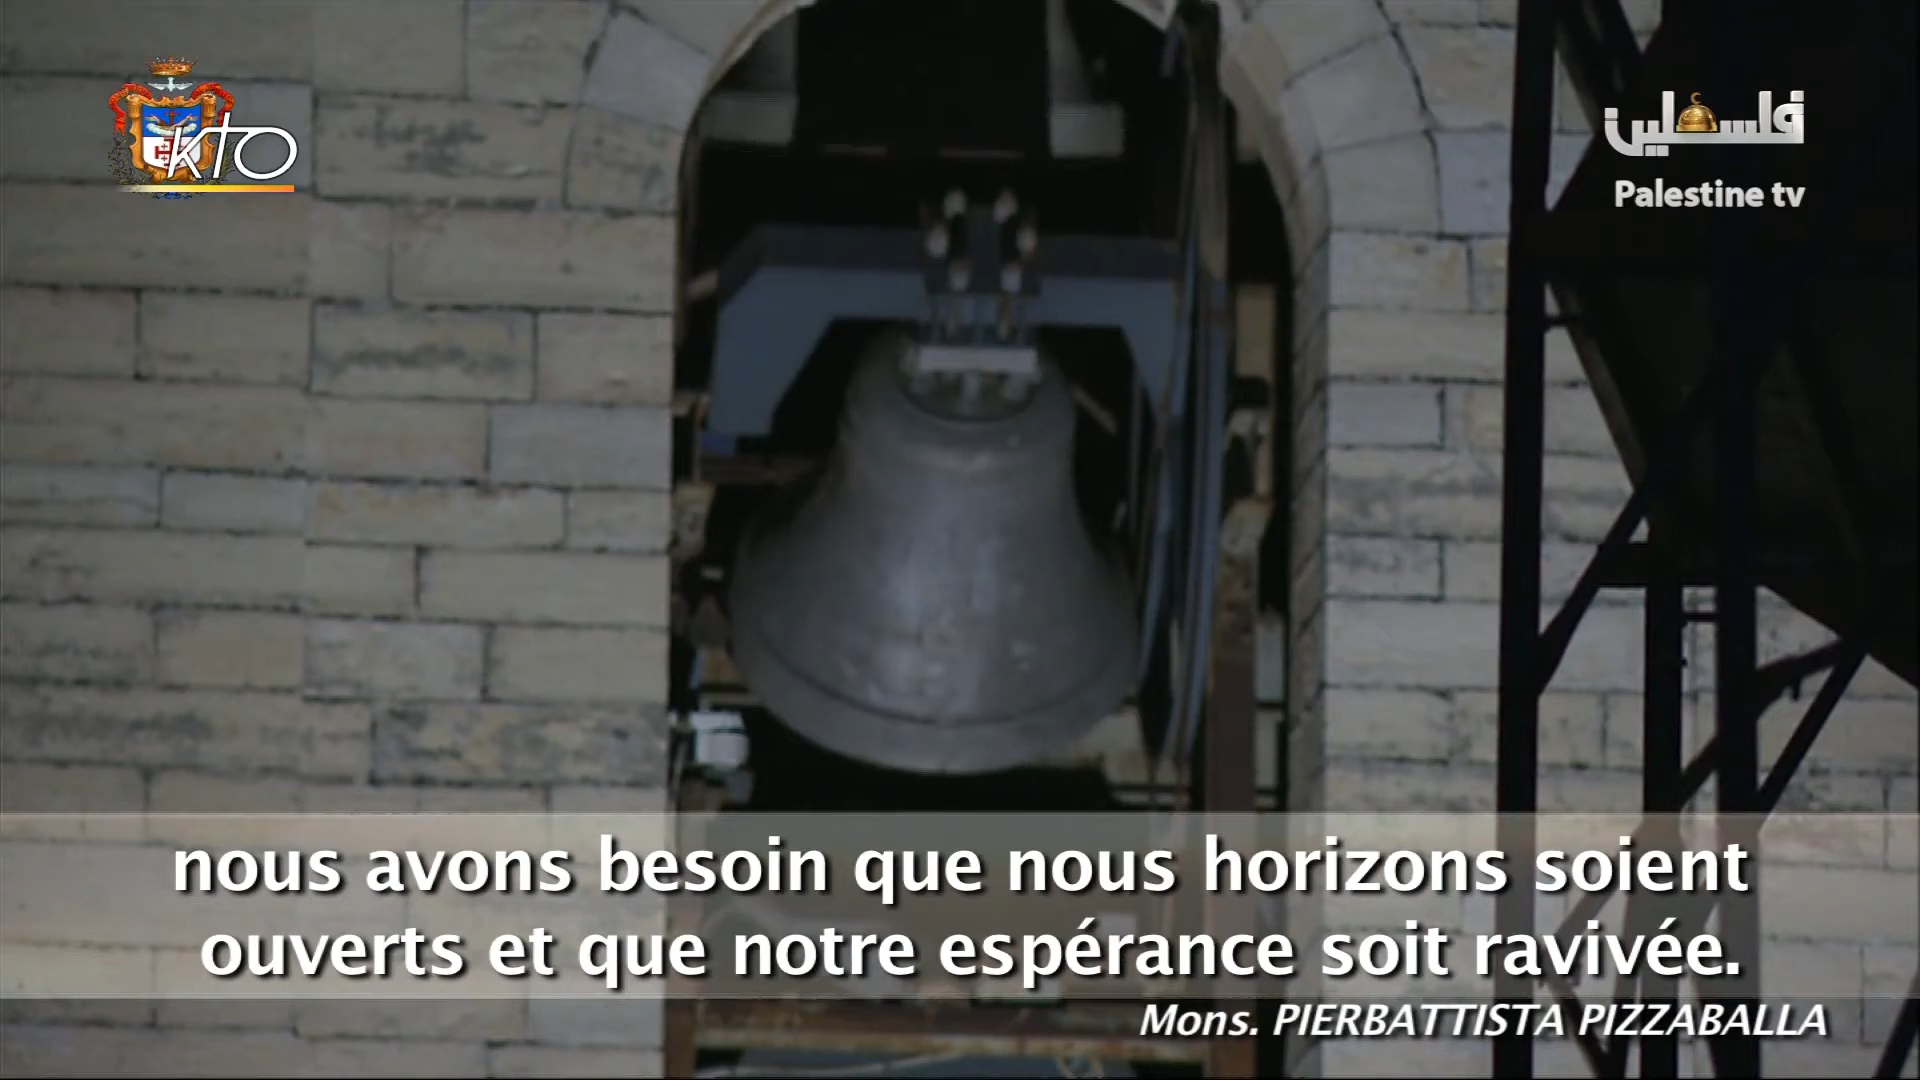 kto
فلسطين
Palestine tv
nous avons besoin que nous horizons soient
ouverts et que notre espérance soit ravivée.
Mons. PIERBATTISTA PIZZABALLA